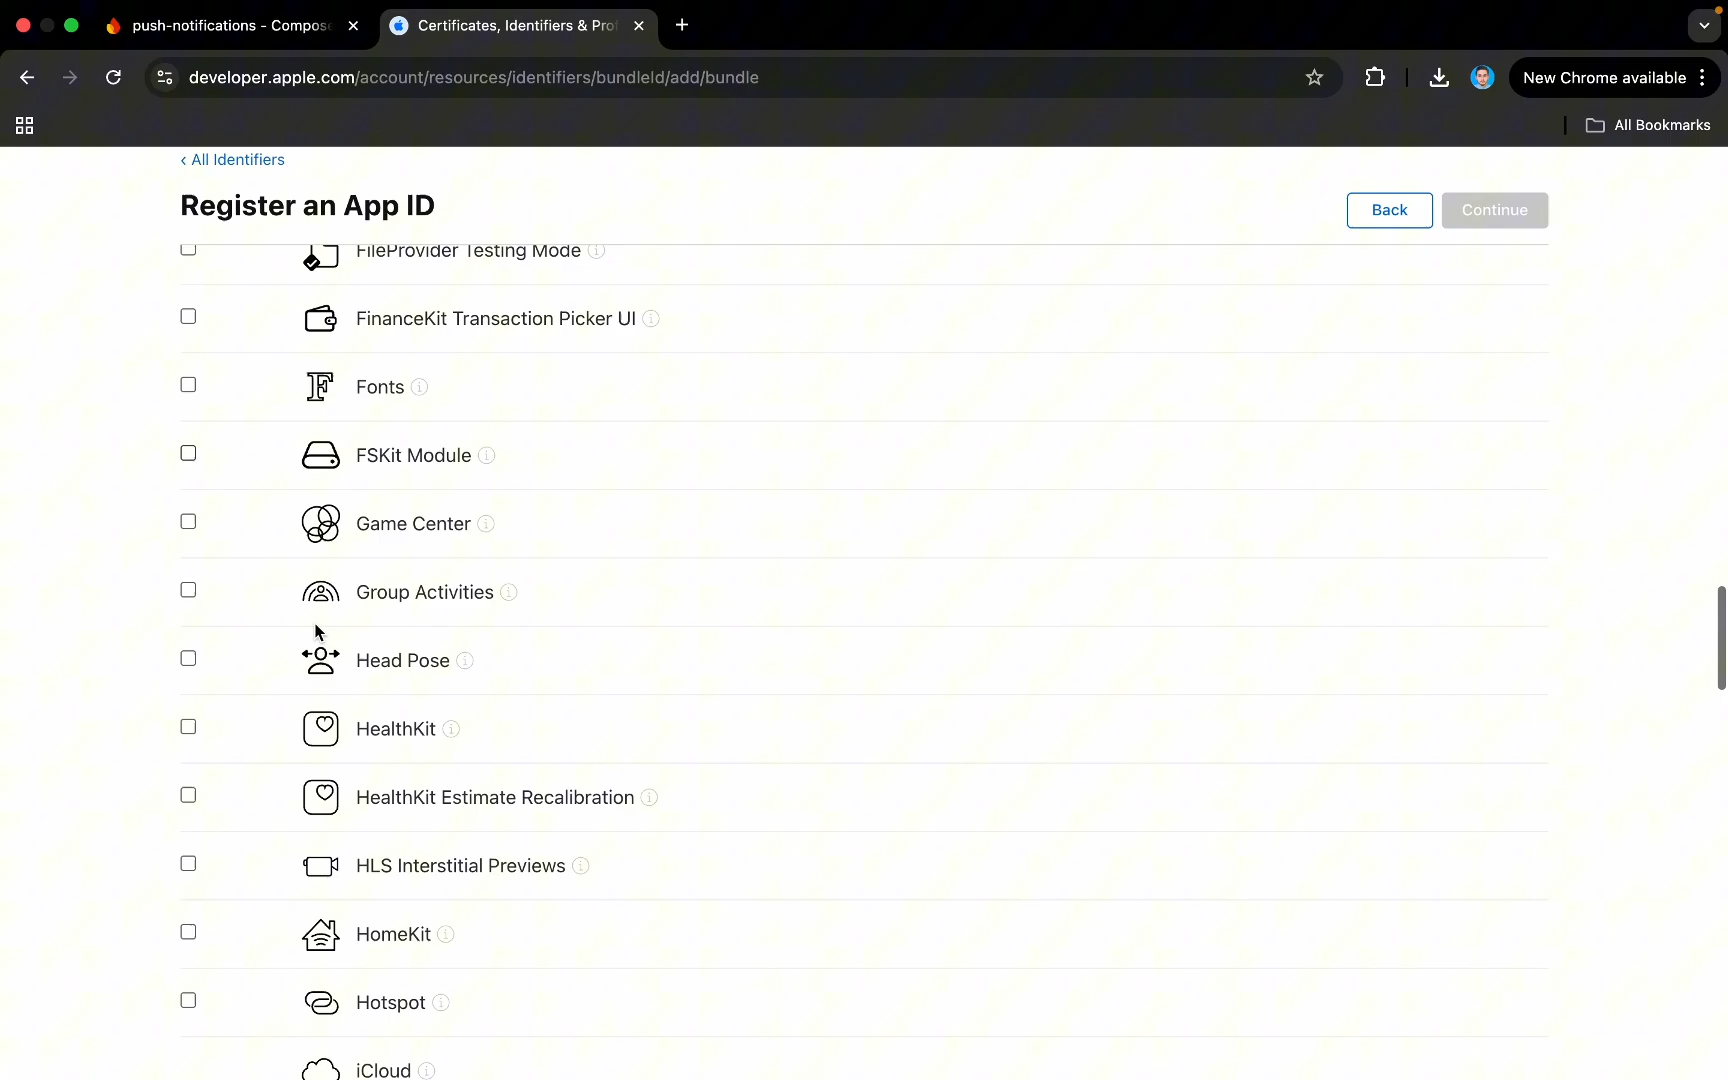 push-notifications - Compose
Certificates, Identifiers & Prof
developer.apple.com/account/resources/identifiers/bundleId/add/bundle
New Chrome available
All Bookmarks
‹ All Identifiers
Register an App ID
Back
Continue
FileProvider Testing Mode
FinanceKit Transaction Picker UI
Fonts
FSKit Module
Game Center
Group Activities
Head Pose
HealthKit
HealthKit Estimate Recalibration
HLS Interstitial Previews
HomeKit
Hotspot
iCloud